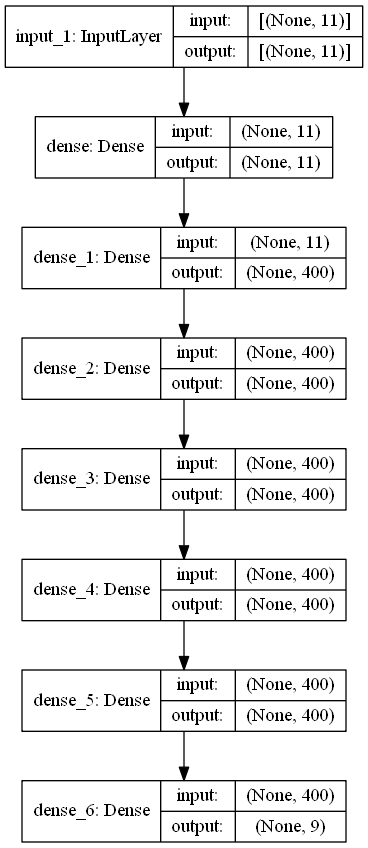 input_1: InputLayer
input: [(None, 11)]
output: [(None, 11)]
dense: Dense
input: (None, 11)
output: (None, 11)
dense_1: Dense
input: (None, 11)
output: (None, 400)
dense_2: Dense
input: (None, 400)
output: (None, 400)
dense_3: Dense
input: (None, 400)
output: (None, 400)
dense_4: Dense
input: (None, 400)
output: (None, 400)
dense_5: Dense
input: (None, 400)
output: (None, 400)
dense_6: Dense
input: (None, 400)
output: (None, 9)